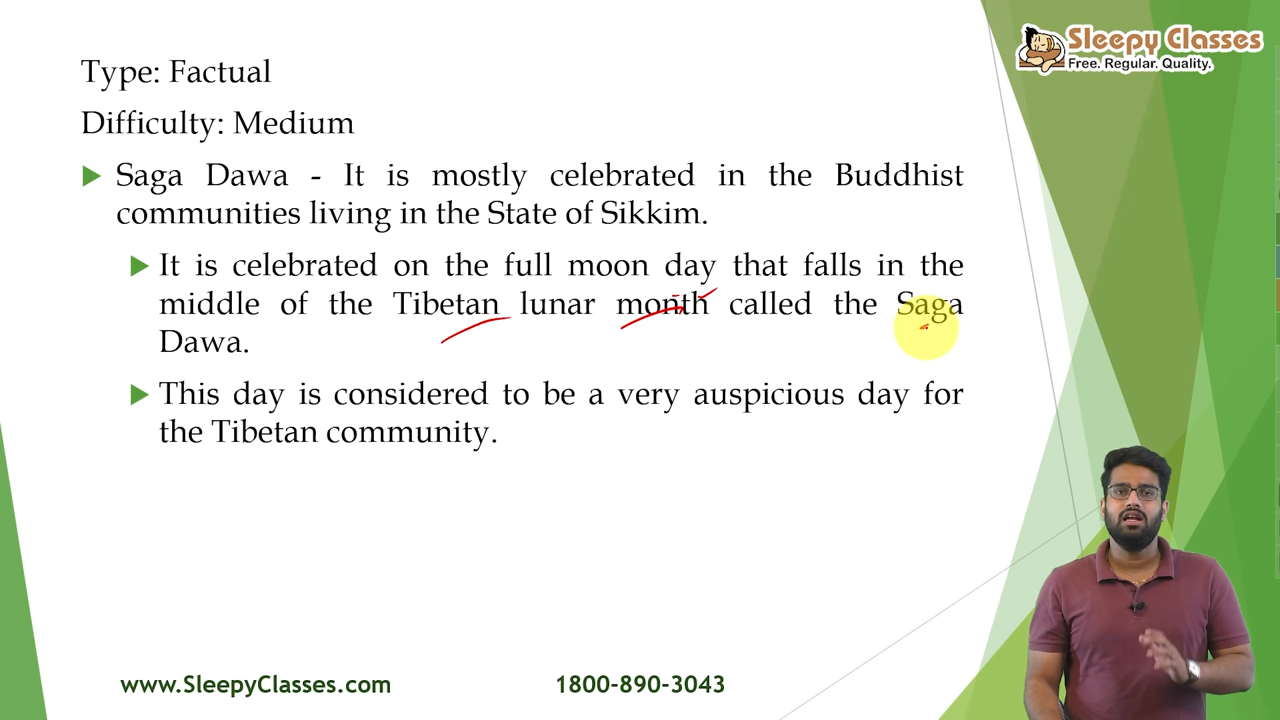 Sleepy Classes
Free. Regular. Quality.
Type: Factual
Difficulty: Medium
Saga Dawa - It is mostly celebrated in the Buddhist
communities living in the State of Sikkim.
It is celebrated on the full moon day that falls in the
middle of the Tibetan lunar month called the Saga
Dawa.
This day is considered to be a very auspicious day for
the Tibetan community.
www.SleepyClasses.com
1800-890-3043